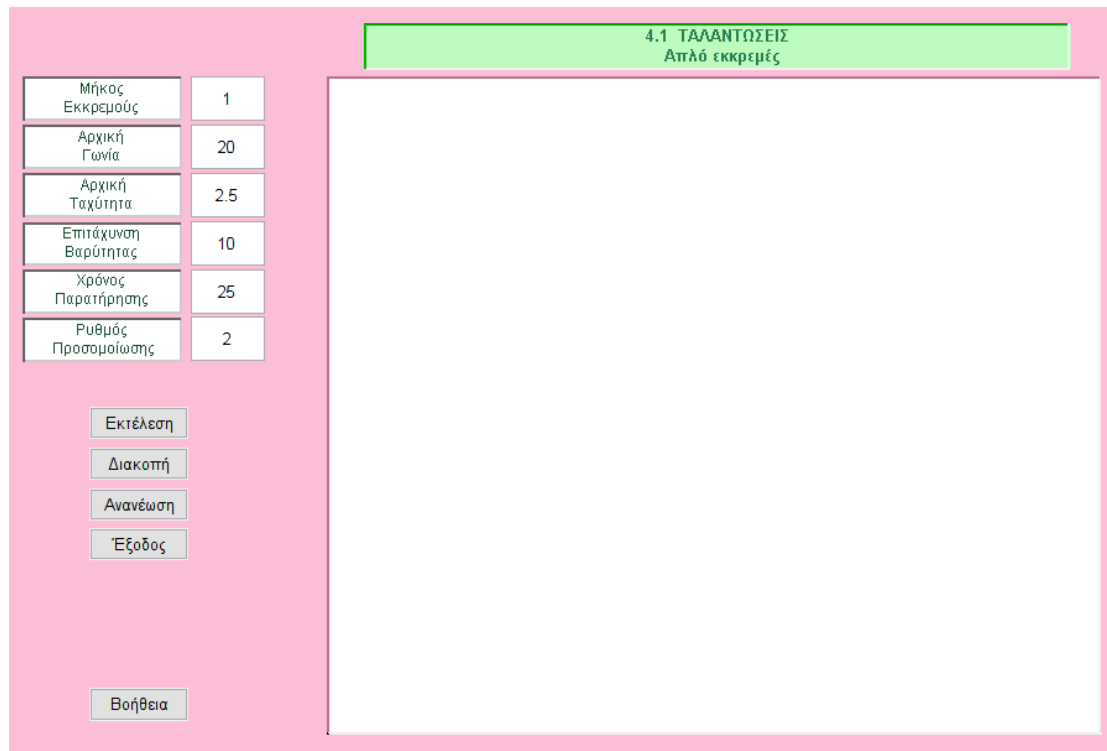 4.1 ΤΑΛΑΝΤΩΣΕΙΣ
Απλό εκκρεμές
Μήκος
Εκκρεμούς
1
Αρχική
Γωνία
20
Αρχική
Ταχύτητα
2.5
Επιτάχυνση
Βαρύτητας
10
Χρόνος
Παρατήρησης
25
Ρυθμός
Προσομοίωσης
2
Εκτέλεση
Διακοπή
Ανανέωση
Έξοδος
Βοήθεια